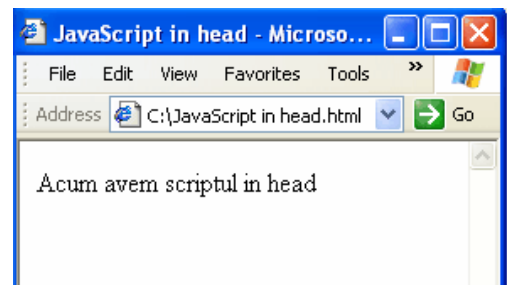 JavaScript in head - Microso...
File Edit View Favorites Tools »
Address C:\JavaScript in head.html Go
Acum avem scriptul in head